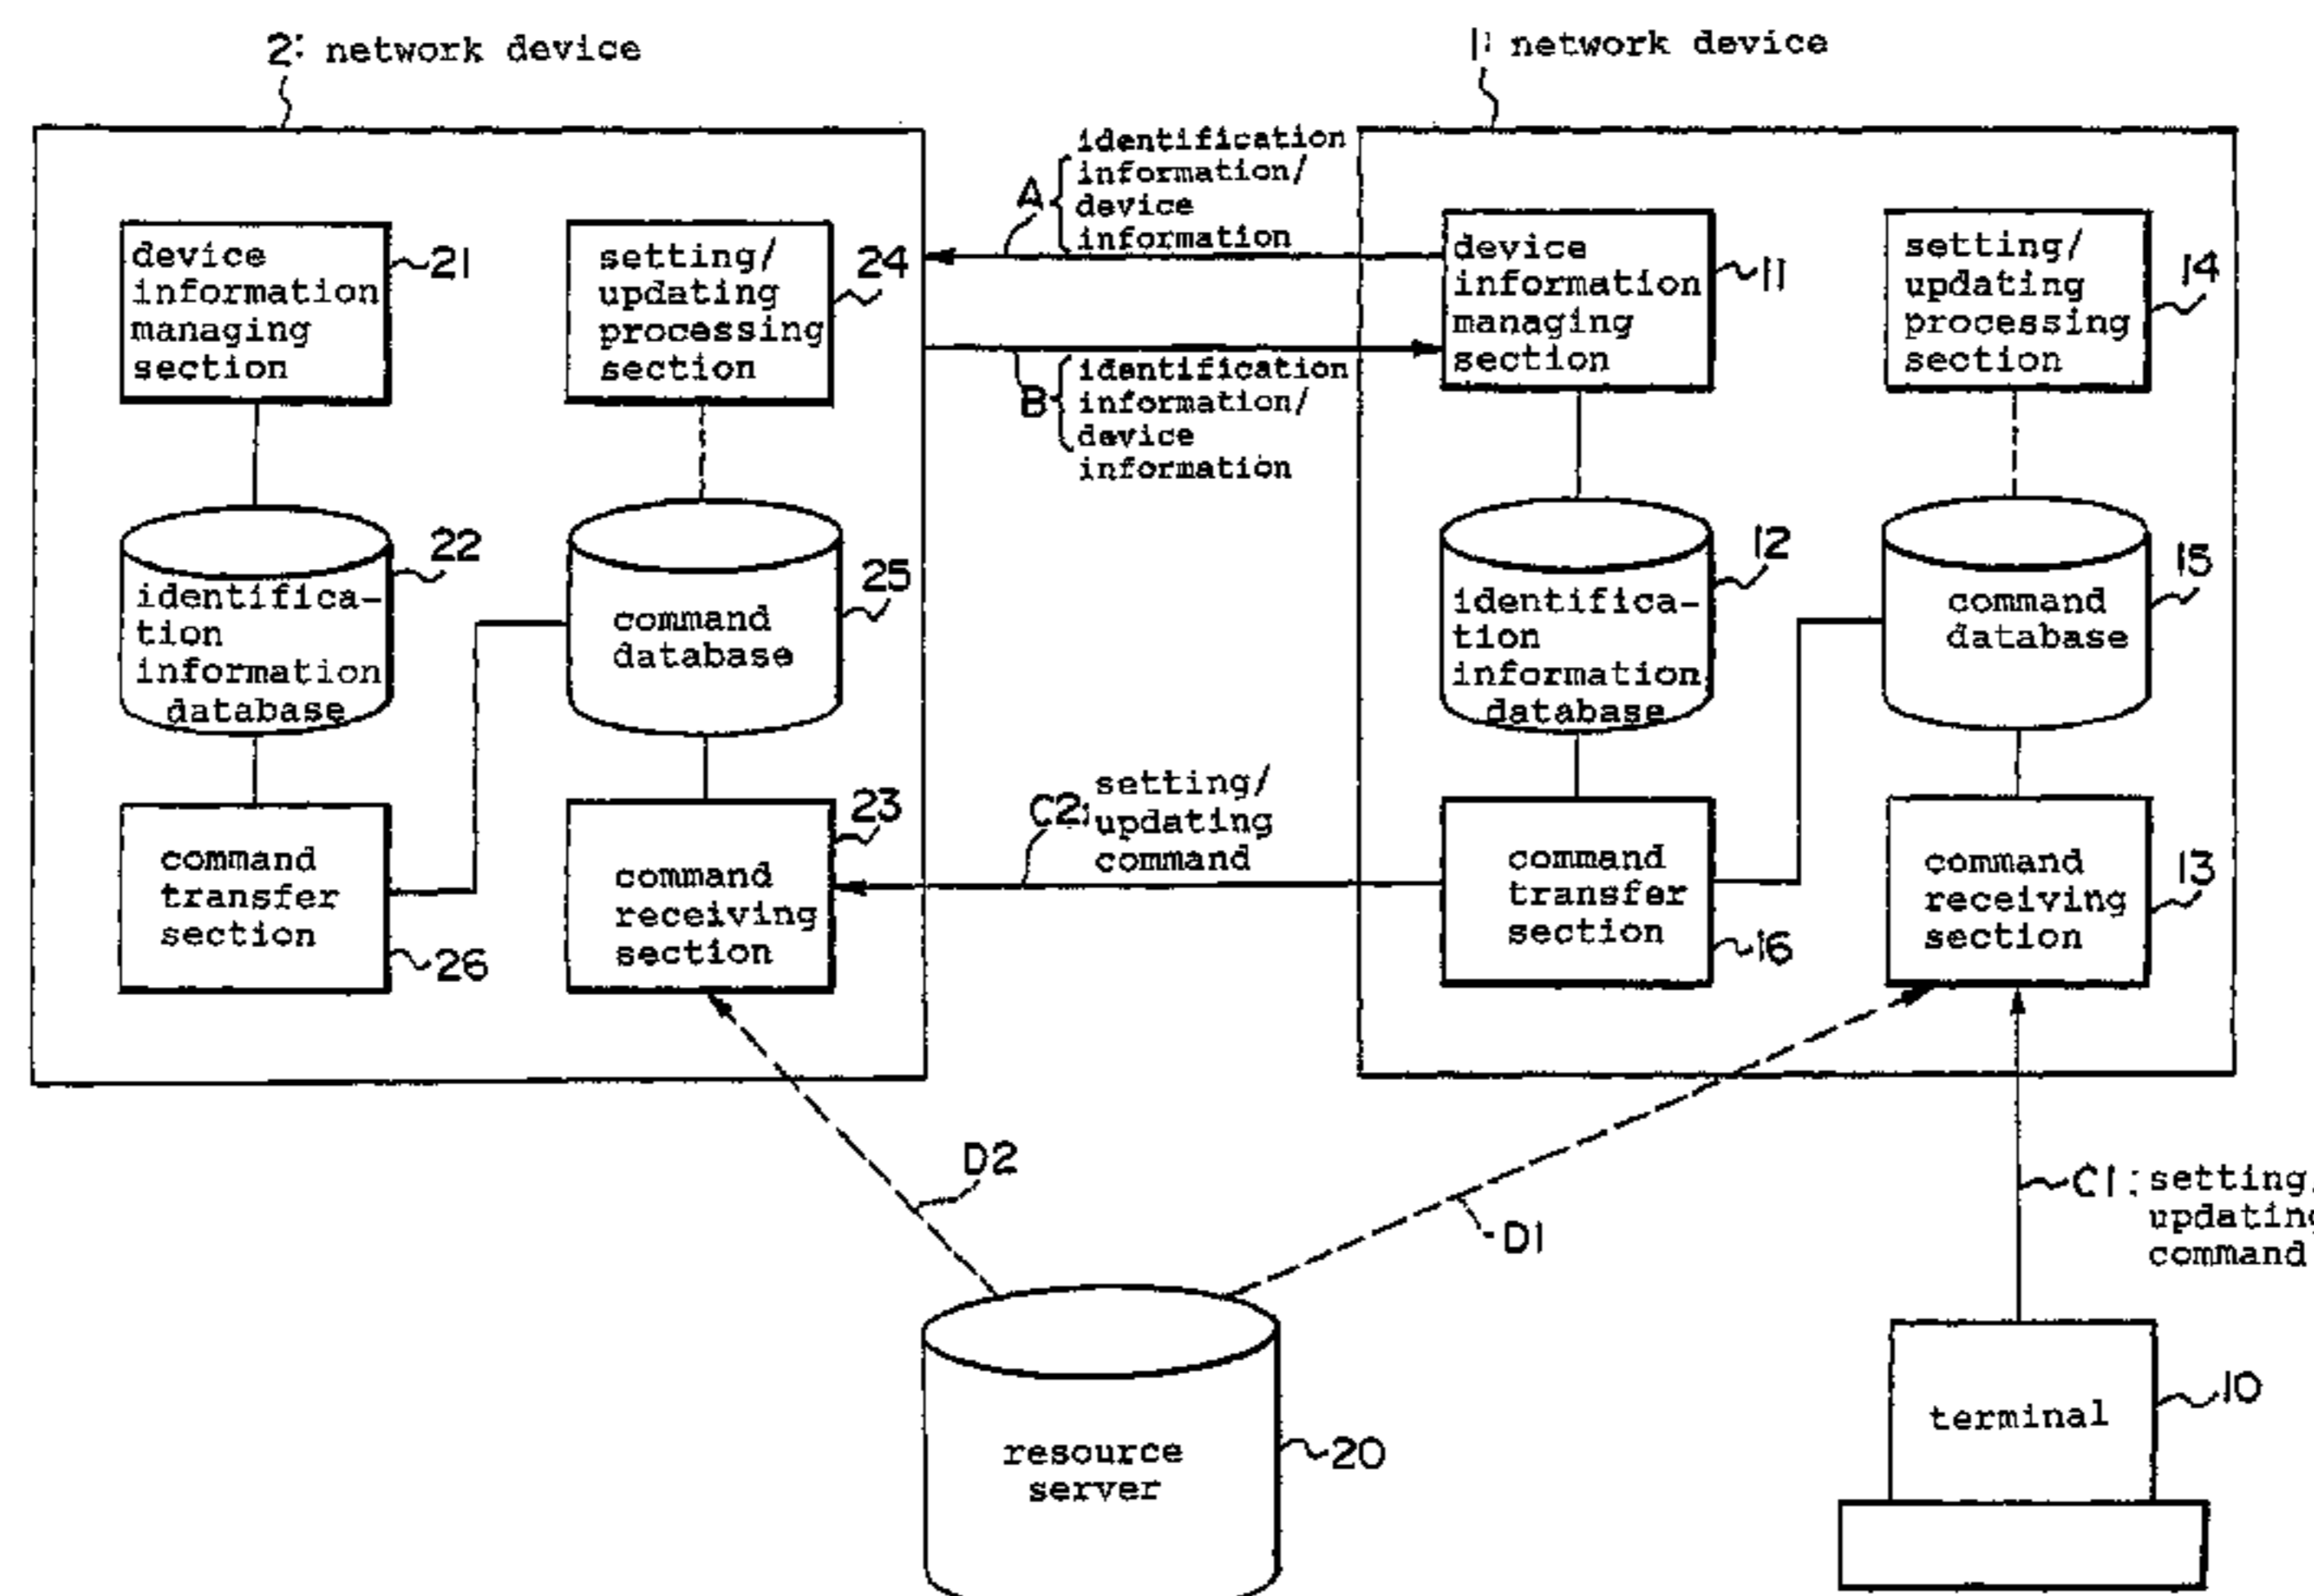 2: network device
1: network device
A
identification
information/
device
information
B
identification
information/
device
information
device
information
managing
section
21
setting/
updating
processing
section
24
device
information
managing
section
11
setting/
updating
processing
section
14
identifica-
tion
information
database
22
command
database
25
identifica-
tion
information
database
12
command
database
15
command
transfer
section
26
command
receiving
section
23
C2:
setting/
updating
command
command
transfer
section
16
command
receiving
section
13
D2
D1
C1:
setting/
updating
command
resource
server
20
terminal
10